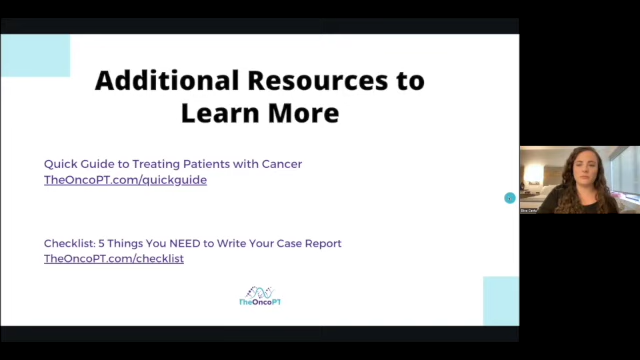 Additional Resources to
Learn More
Quick Guide to Treating Patients with Cancer
TheOncoPT.com/quickguide
Checklist: 5 Things You NEED to Write Your Case Report
TheOncoPT.com/checklist
TheOncoPT